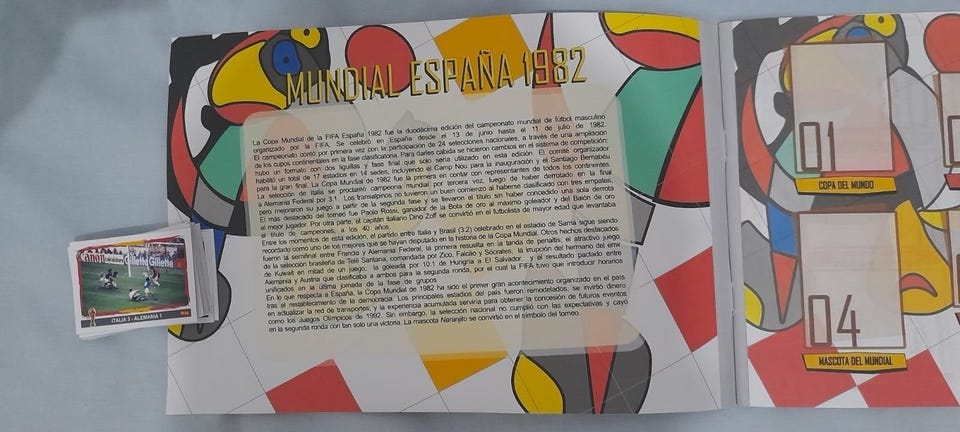 MUNDIAL ESPAÑA 1982
La Copa Mundial de la FIFA España 1982 fue la duodécima edición del campeonato mundial de fútbol masculino
organizado por la FIFA. Se celebró en España desde el 13 de junio hasta el 11 de julio de 1982.
El campeonato contó por primera vez con la participación de 24 selecciones nacionales, a través de una ampliación
de los cupos continentales en la fase clasificatoria. Para darles cabida se hicieron cambios en el sistema de competición:
hubo un formato con dos liguillas y fase final que solo sería utilizado en esta edición. El comité organizador
habilitó un total de 17 estadios en 14 sedes, incluyendo el Camp Nou para la inauguración y el Santiago Bernabéu
para la gran final. La Copa Mundial de 1982 fue la primera en contar con representantes de todos los continentes.
La selección de Italia se proclamó campeona mundial por tercera vez, luego de haber derrotado en la final
a Alemania Federal por 3.1. Los transalpinos no tuvieron un buen comienzo al haberse clasificado con tres empates,
pero mejoraron su juego a partir de la segunda fase y se llevaron el título sin haber concedido una sola derrota
El más destacado del torneo fue Paolo Rossi, ganador de la Bota de oro al máximo goleador y del Balón de oro
al mejor jugador. Por otra parte, el capitán italiano Dino Zoff se convirtió en el futbolista de mayor edad que levantaba
el título de campeones, a los 40 años.
Entre los momentos de esta edición, el partido entre Italia y Brasil (3.2) celebrado en el estadio de Sarriá sigue siendo
recordado como uno de los mejores que se hayan disputado en la historia de la Copa Mundial. Otros hechos destacados
fueron la semifinal entre Francia y Alemania Federal, la primera resuelta en la tanda de penaltis, el atractivo juego
de la selección brasileña de Telé Santana, comandada por Zico, Falcão y Sócrates; la irrupción del hermano del emir
de Kuwait en mitad de un juego, la goleada por 10.1 de Hungría a El Salvador, y el resultado pactado entre
Alemania y Austria que clasificaba a ambos para la segunda ronda, por el cual la FIFA tuvo que introducir horarios
unificados en la última jornada de la fase de grupos.
En lo que respecta a España, la Copa Mundial de 1982 ha sido el primer gran acontecimiento organizado en el país
tras el restablecimiento de la democracia. Los principales estadios del país fueron remodelados, se invirtió dinero
en actualizar la red de transportes, y la experiencia acumulada serviría para obtener la concesión de futuros eventos
como los Juegos Olímpicos de 1992. Sin embargo, la selección nacional no cumplió con las expectativas y cayó
en la segunda ronda con tan solo una victoria. La mascota Naranjito se convirtió en el símbolo del torneo.
Canon Gillette Gillette
ITALIA 3 - ALEMANIA 1
01
COPA DEL MUNDO
04
MASCOTA DEL MUNDIAL